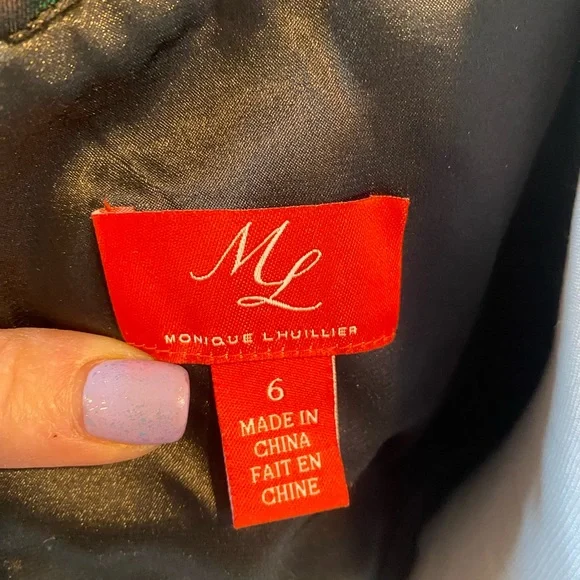 ML
MONIQUE LHUILLIER
6
MADE IN
CHINA
FAIT EN
CHINE